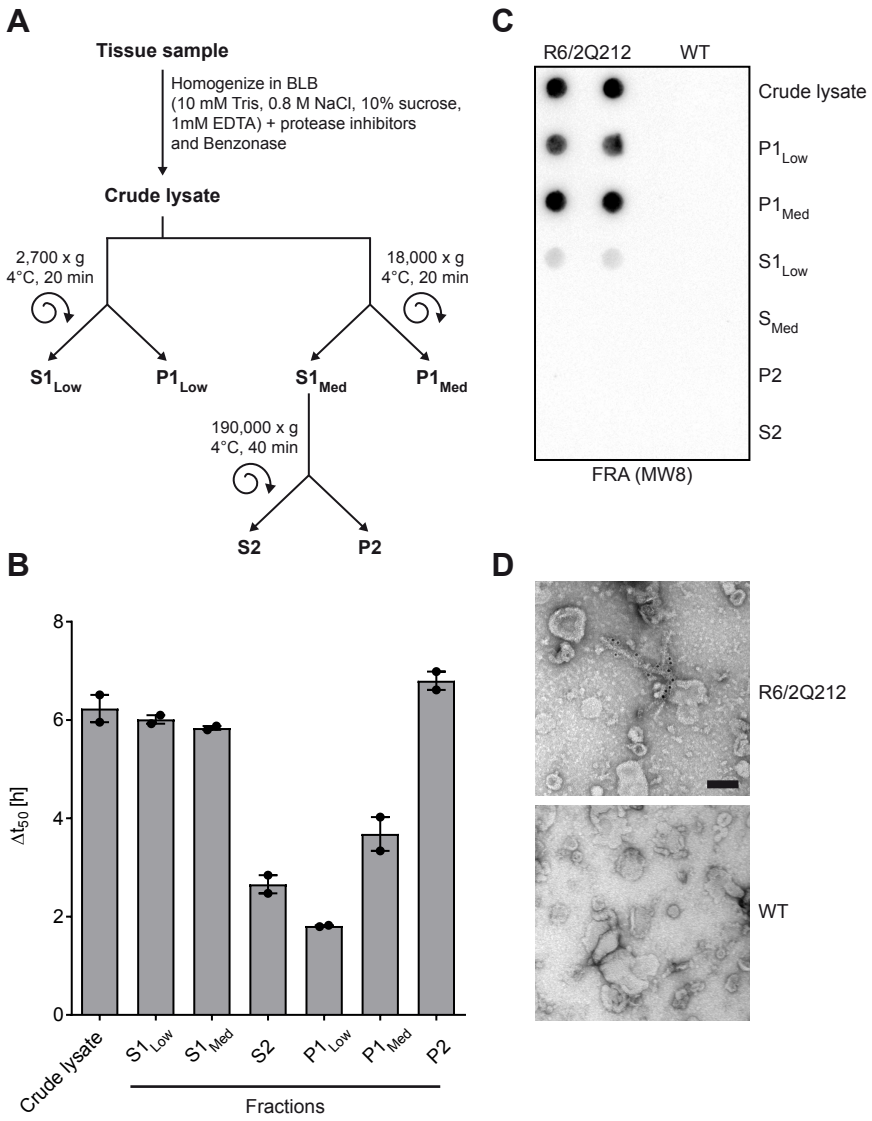 A
Tissue sample
Homogenize in BLB
(10 mM Tris, 0.8 M NaCl, 10% sucrose,
1mM EDTA) + protease inhibitors
and Benzonase
Crude lysate
2,700 x g
4°C, 20 min
18,000 x g
4°C, 20 min
S1Low
P1Low
S1Med
P1Med
190,000 x g
4°C, 40 min
S2
P2
B
Δt50 [h]
8
6
4
2
0
Crude lysate
S1Low
S1Med
S2
P1Low
P1Med
P2
Fractions
C
R6/2Q212
WT
Crude lysate
P1Low
P1Med
S1Low
SMed
P2
S2
FRA (MW8)
D
R6/2Q212
WT